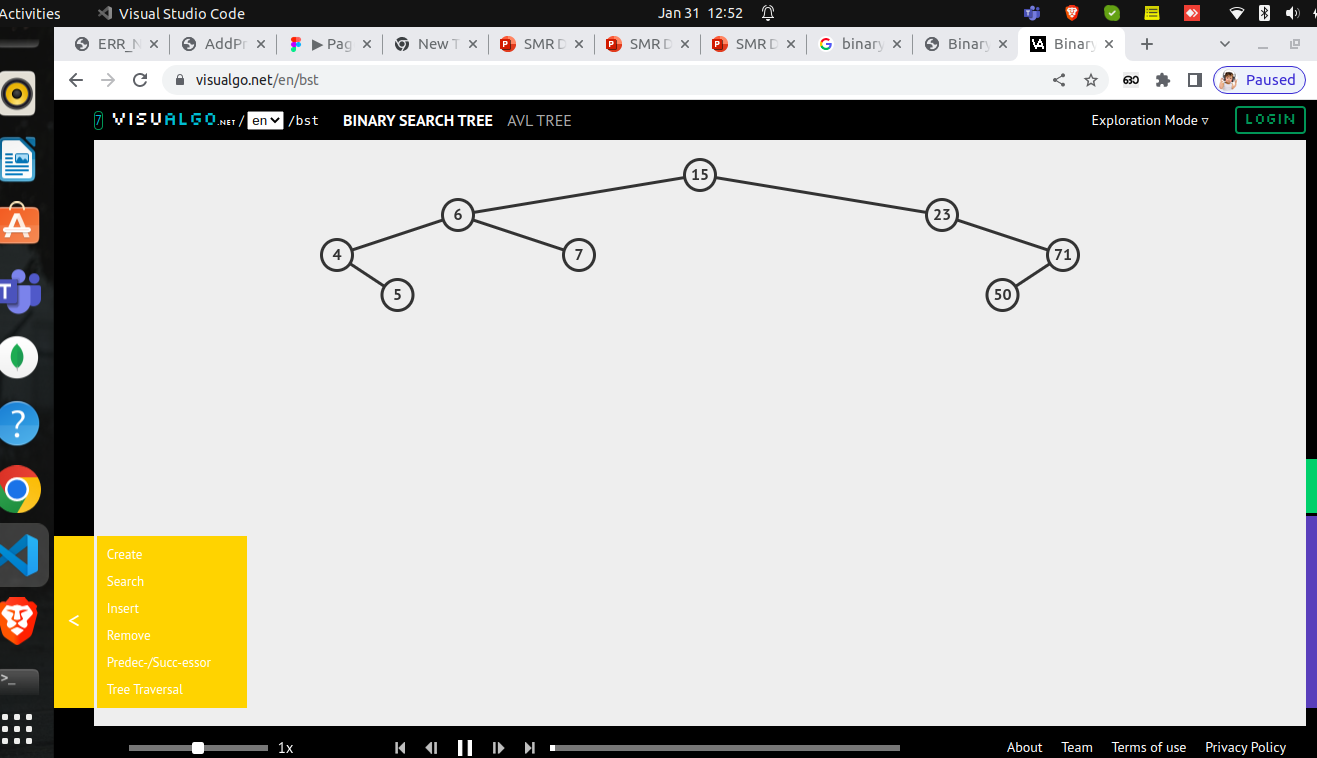 Activities Visual Studio Code Jan 31 12:52
ERR_N AddPr ▶ Pag New T SMR D SMR D SMR D binary Binary Binary
visualgo.net/en/bst Paused
7 VISUALGO.NET / en /bst BINARY SEARCH TREE AVL TREE Exploration Mode ▿ LOGIN
15
6 23
4 7 71
5 50
Create
Search
Insert
<
Remove
Predec-/Succ-essor
Tree Traversal
1x About Team Terms of use Privacy Policy